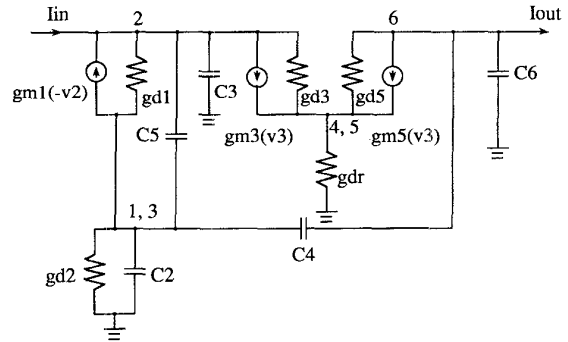 Iin 2 6 Iout
gm1(-v2) gd1 C3 gd3 gd5 C6
C5 gm3(v3) 4, 5 gm5(v3)
gdr
1, 3
C4
gd2 C2